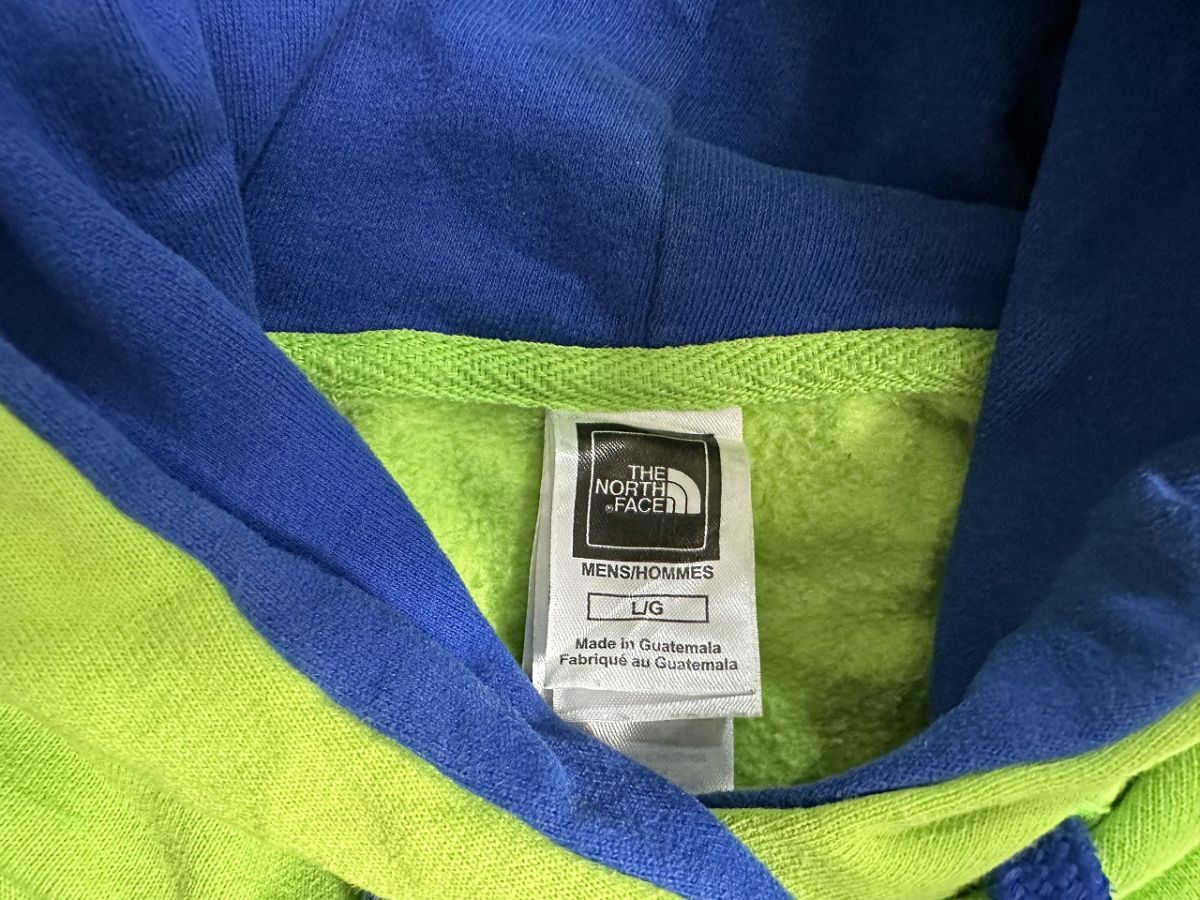 THE
NORTH
®FACE
MENS/HOMMES
L/G
Made in Guatemala
Fabriqué au Guatemala